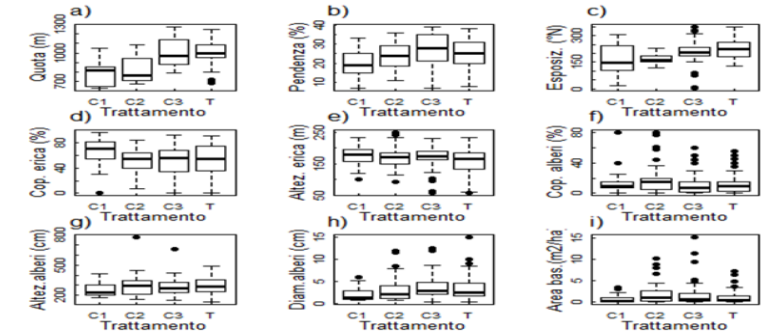 a) b) c)
Quota (m) 700 1000 1300 Pendenza (%) 10 20 30 40 Esposiz. (°N) 0 150 300
C1 C2 C3 T C1 C2 C3 T C1 C2 C3 T
Trattamento Trattamento Trattamento
d) e) f)
Cop. erica (%) 0 40 80 Altez. erica (m) 50 150 250 Cop. alberi (%) 0 40 80
C1 C2 C3 T C1 C2 C3 T C1 C2 C3 T
Trattamento Trattamento Trattamento
g) h) i)
Altez.alberi (cm) 200 500 800 Diam.alberi (cm) 0 5 10 15 Area bas.(m2/ha) 0 5 10 15
C1 C2 C3 T C1 C2 C3 T C1 C2 C3 T
Trattamento Trattamento Trattamento